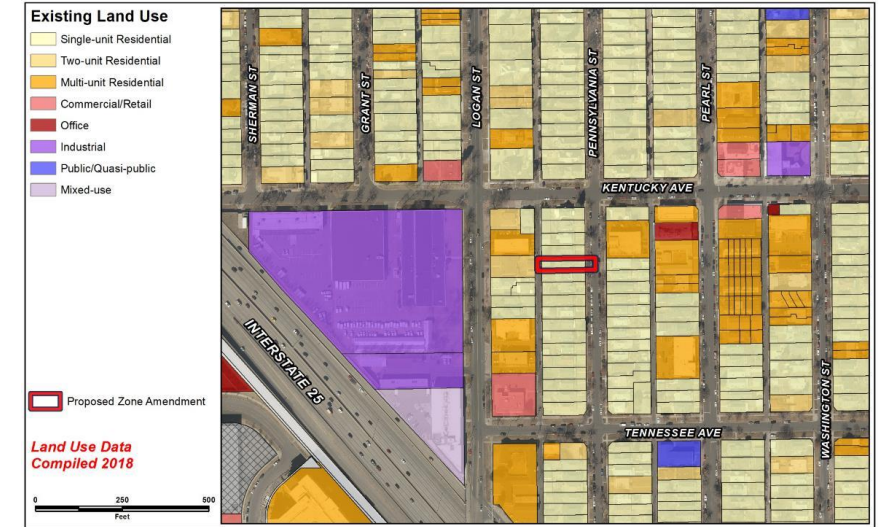 Existing Land Use
Single-unit Residential
Two-unit Residential
Multi-unit Residential
Commercial/Retail
Office
Industrial
Public/Quasi-public
Mixed-use
Proposed Zone Amendment
Land Use Data
Compiled 2018
0 250 500
Feet
SHERMAN ST
GRANT ST
LOGAN ST
PENNSYLVANIA ST
PEARL ST
KENTUCKY AVE
INTERSTATE 25
TENNESSEE AVE
WASHINGTON ST